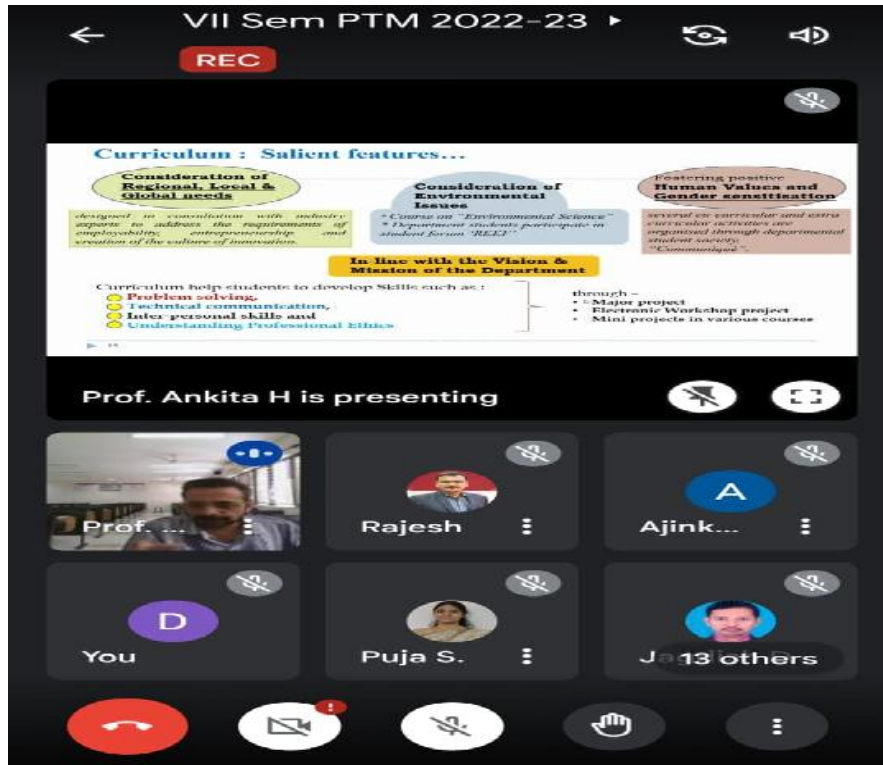 VII Sem PTM 2022-23
REC
Curriculum : Salient features...
Consideration of
Regional, Local &
Global needs
designed in consultation with industry
experts to address the requirements of
employability, entrepreneurship and
creation of the culture of innovation.
Consideration of
Environmental
Issues
* Course on "Environmental Science"
* Department students participate in
student forum "REEF"
Fostering positive
Human Values and
Gender sensitisation
several co curricular and extra
curricular activities are
organised through departmental
student society,
"Communiqué".
In line with the Vision &
Mission of the Department
Curriculum help students to develop Skills such as :
Problem solving,
Technical communication,
Inter-personal skills and
Understanding Professional Ethics
through –
• Major project
• Electronic Workshop project
• Mini projects in various courses
Prof. Ankita H is presenting
Prof. ...
Rajesh
A
Ajink...
D
You
Puja S.
13 others